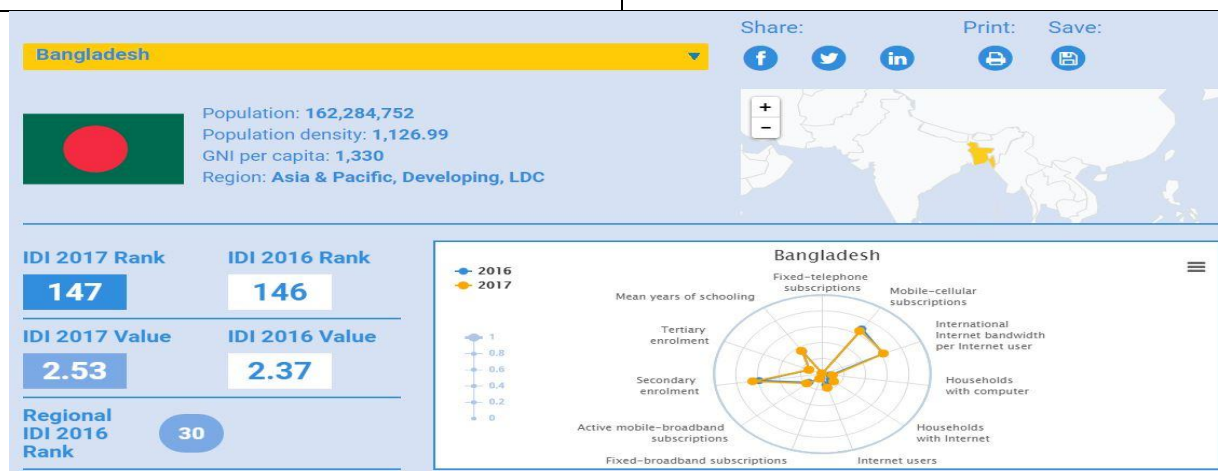 Share:
Print:
Save:
Bangladesh
f
in
Population: 162,284,752
Population density: 1,126.99
GNI per capita: 1,330
Region: Asia & Pacific, Developing, LDC
+
−
IDI 2017 Rank
IDI 2016 Rank
147
146
IDI 2017 Value
IDI 2016 Value
2.53
2.37
Regional
IDI 2016
Rank
30
Bangladesh
2016
2017
1
0.8
0.6
0.4
0.2
0
Fixed-telephone
subscriptions
Mobile-cellular
subscriptions
International
Internet bandwidth
per Internet user
Households
with computer
Households
with Internet
Internet users
Fixed-broadband subscriptions
Active mobile-broadband
subscriptions
Secondary
enrolment
Tertiary
enrolment
Mean years of schooling